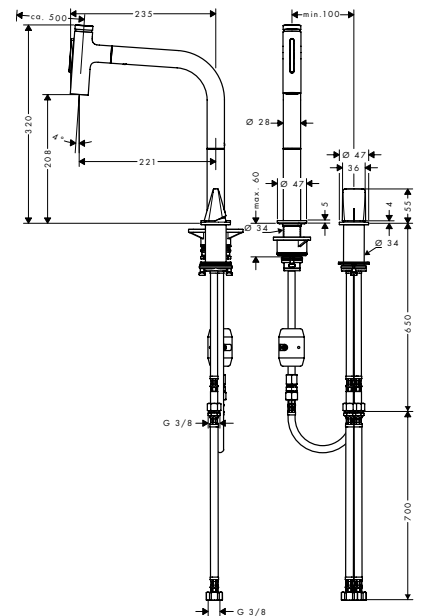 235
ca. 500
min.100
320
208
4°
221
Ø 28
Ø 47
36
Ø 47
max. 60
5
4
55
Ø 34
Ø 34
650
G 3/8
700
G 3/8